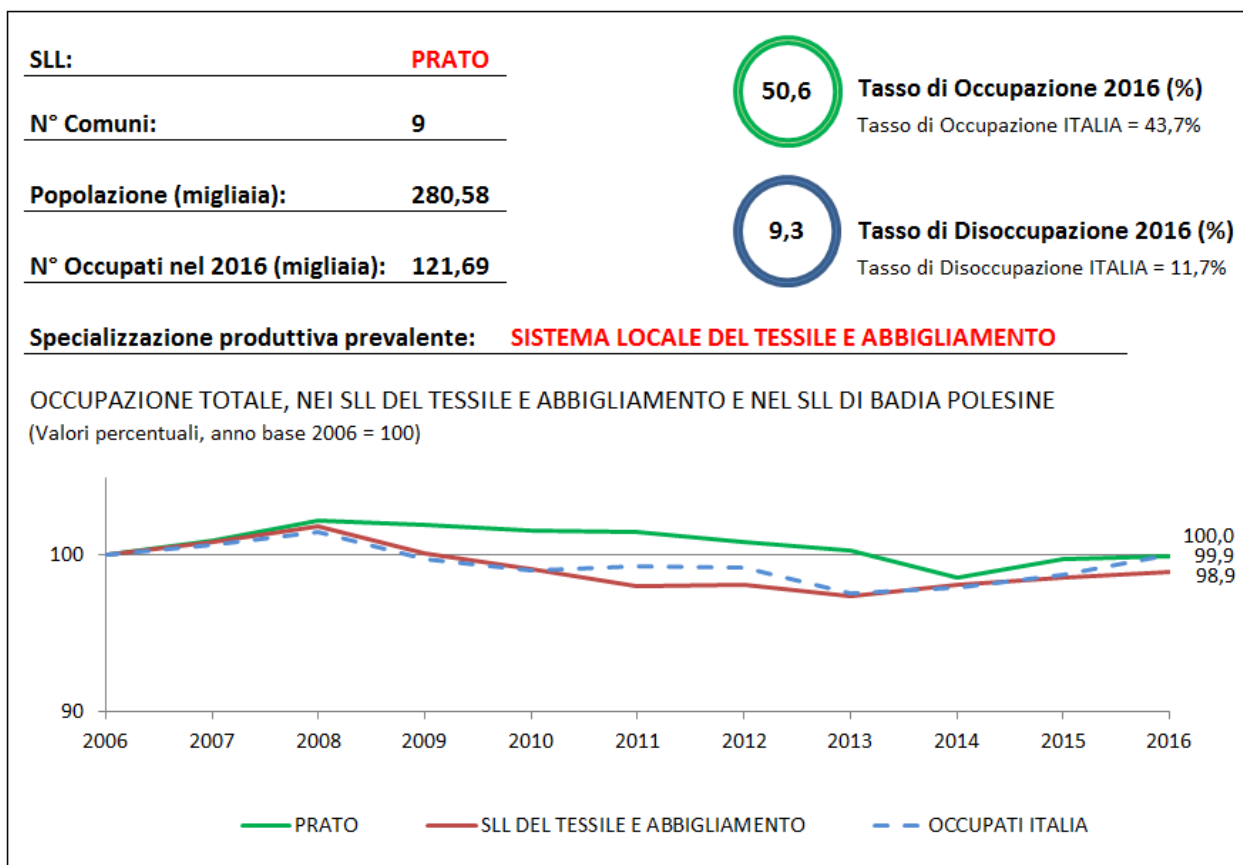 SLL: PRATO
N° Comuni: 9
Popolazione (migliaia): 280,58
N° Occupati nel 2016 (migliaia): 121,69
50,6 Tasso di Occupazione 2016 (%)
Tasso di Occupazione ITALIA = 43,7%
9,3 Tasso di Disoccupazione 2016 (%)
Tasso di Disoccupazione ITALIA = 11,7%
Specializzazione produttiva prevalente: SISTEMA LOCALE DEL TESSILE E ABBIGLIAMENTO
OCCUPAZIONE TOTALE, NEI SLL DEL TESSILE E ABBIGLIAMENTO E NEL SLL DI BADIA POLESINE
(Valori percentuali, anno base 2006 = 100)
100
90
100,0
99,9
98,9
2006 2007 2008 2009 2010 2011 2012 2013 2014 2015 2016
PRATO SLL DEL TESSILE E ABBIGLIAMENTO OCCUPATI ITALIA